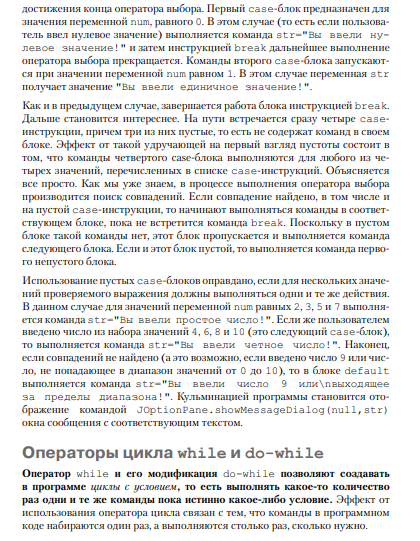 достижения конца оператора выбора. Первый case-блок предназначен для
значения переменной num, равного 0. В этом случае (то есть если пользова-
тель ввел нулевое значение) выполняется команда str="Вы ввели ну-
левое значение!" и затем инструкцией break дальнейшее выполнение
оператора выбора прекращается. Команды второго case-блока запускают-
ся при значении переменной num равном 1. В этом случае переменная str
получает значение "Вы ввели единичное значение!".
Как и в предыдущем случае, завершается работа блока инструкцией break.
Дальше становится интереснее. На пути встречается сразу четыре case-
инструкции, причем три из них пустые, то есть не содержат команд в своем
блоке. Эффект от такой удручающей на первый взгляд пустоты состоит в
том, что команды четвертого case-блока выполняются для любого из че-
тырех значений, перечисленных в списке case-инструкций. Объясняется
все просто. Как мы уже знаем, в процессе выполнения оператора выбора
производится поиск совпадений. Если совпадение найдено, в том числе и
на пустой case-инструкции, то начинают выполняться команды в соответ-
ствующем блоке, пока не встретится команда break. Поскольку в пустом
блоке такой команды нет, этот блок пропускается и выполняется команда
следующего блока. Если и этот блок пустой, то выполняется команда перво-
го непустого блока.
Использование пустых case-блоков оправдано, если для нескольких значе-
ний проверяемого выражения должны выполняться одни и те же действия.
В данном случае для значений переменной num равных 2, 3, 5 и 7 выполня-
ется команда str="Вы ввели простое число!". Если же пользователем
введено число из набора значений 4, 6, 8 и 10 (это следующий case-блок),
то выполняется команда str="Вы ввели четное число!". Наконец,
если совпадений не найдено (а это возможно, если введено число 9 или чис-
ло, не попадающее в диапазон значений от 0 до 10), то в блоке default
выполняется команда str="Вы ввели число 9 или\nвыходящее
за пределы диапазона!". Кульминацией программы становится ото-
бражение командой JOptionPane.showMessageDialog(null,str)
окна сообщения с соответствующим текстом.
Операторы цикла while и do-while
Оператор while и его модификация do-while позволяют создавать
в программе циклы с условием, то есть выполнять какое-то количество
раз одни и те же команды пока истинно какое-либо условие. Эффект от
использования оператора цикла связан с тем, что команды в программном
коде набираются один раз, а выполняются столько раз, сколько нужно.